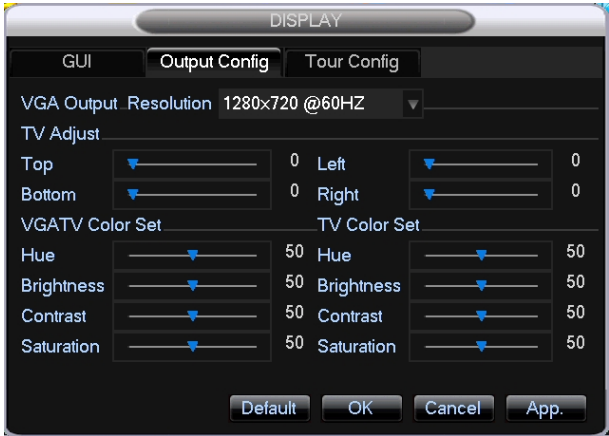 DISPLAY
GUI Output Config Tour Config
VGA Output Resolution 1280×720 @60HZ
TV Adjust
Top 0 Left 0
Bottom 0 Right 0
VGATV Color Set TV Color Set
Hue 50 Hue 50
Brightness 50 Brightness 50
Contrast 50 Contrast 50
Saturation 50 Saturation 50
Default OK Cancel App.